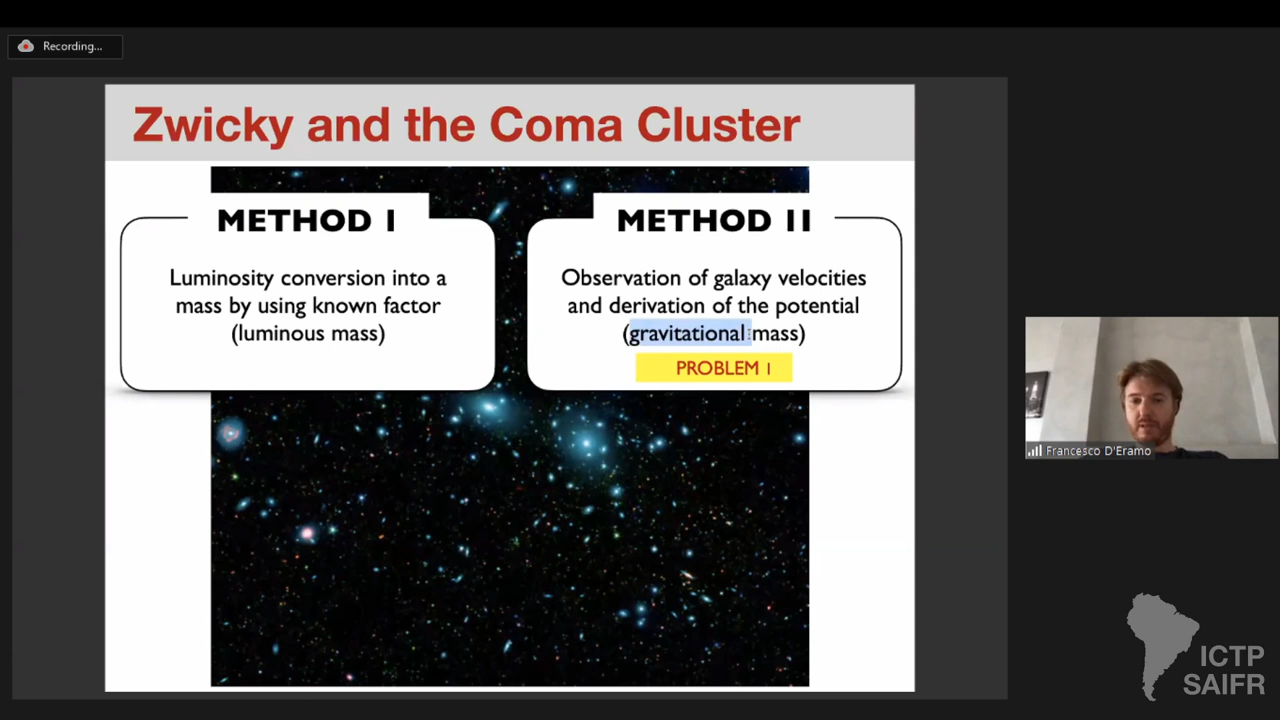 Recording...
Zwicky and the Coma Cluster
METHOD I
Luminosity conversion into a
mass by using known factor
(luminous mass)
METHOD II
Observation of galaxy velocities
and derivation of the potential
(gravitational mass)
PROBLEM 1
Francesco D'Eramo
ICTP
SAIFR